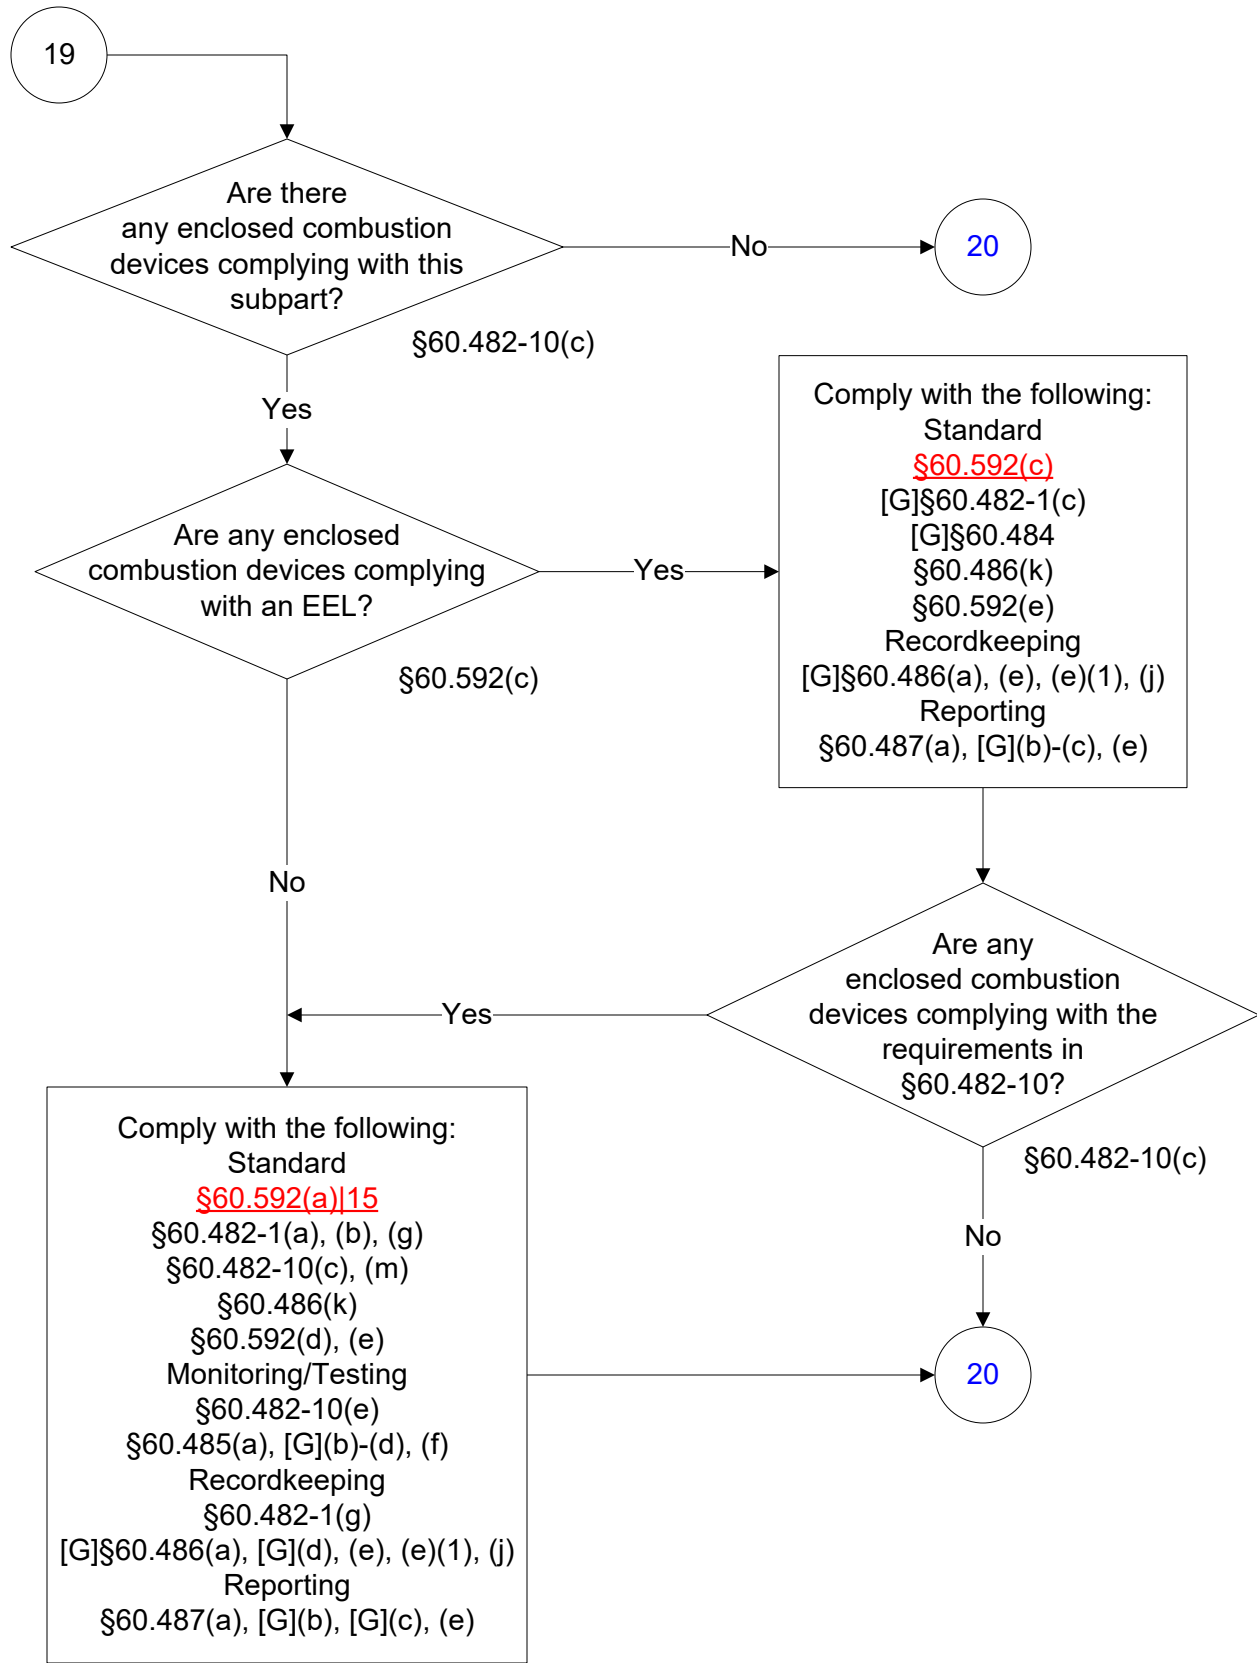 19
Are there
any enclosed combustion
devices complying with this
subpart?
No
20
§60.482-10(c)
Yes
Are any enclosed
combustion devices complying
with an EEL?
Yes
§60.592(c)
Comply with the following:
Standard
§60.592(c)
[G]§60.482-1(c)
[G]§60.484
§60.486(k)
§60.592(e)
Recordkeeping
[G]§60.486(a), (e), (e)(1), (j)
Reporting
§60.487(a), [G](b)-(c), (e)
No
Are any
enclosed combustion
devices complying with the
requirements in
§60.482-10?
Yes
§60.482-10(c)
No
Comply with the following:
Standard
§60.592(a)|15
§60.482-1(a), (b), (g)
§60.482-10(c), (m)
§60.486(k)
§60.592(d), (e)
Monitoring/Testing
§60.482-10(e)
§60.485(a), [G](b)-(d), (f)
Recordkeeping
§60.482-1(g)
[G]§60.486(a), [G](d), (e), (e)(1), (j)
Reporting
§60.487(a), [G](b), [G](c), (e)
20